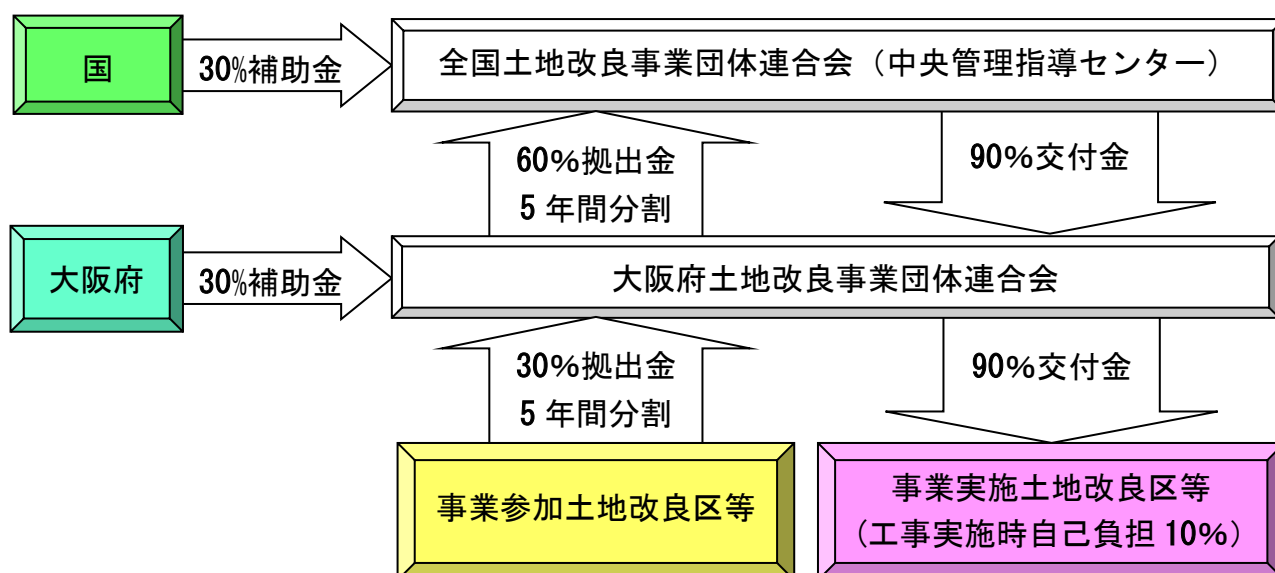 国
30%補助金
全国土地改良事業団体連合会(中央管理指導センター)
60%拠出金
5年間分割
90%交付金
大阪府
30%補助金
大阪府土地改良事業団体連合会
30%拠出金
5年間分割
90%交付金
事業参加土地改良区等
事業実施土地改良区等
(工事実施時自己負担10%)